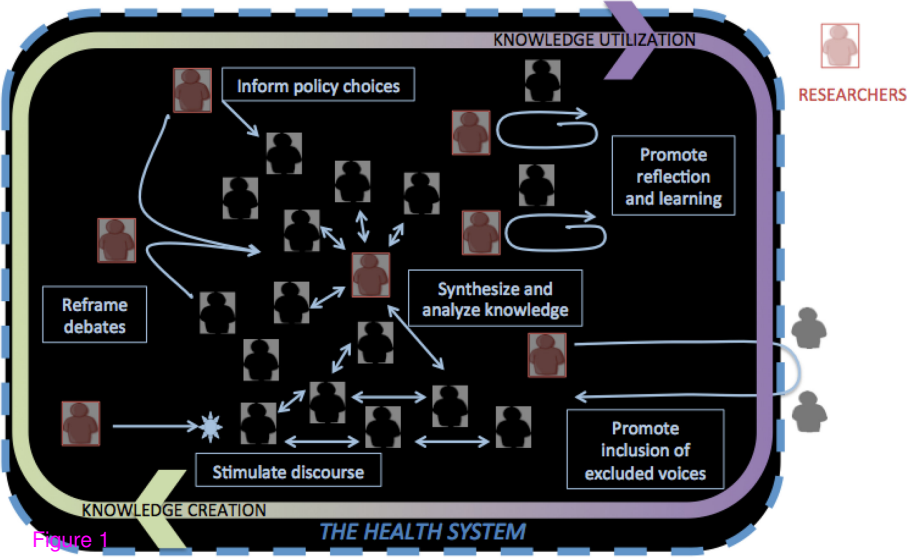 KNOWLEDGE UTILIZATION
RESEARCHERS
Inform policy choices
Promote
reflection
and learning
Reframe
debates
Synthesize and
analyze knowledge
Promote
inclusion of
excluded voices
Stimulate discourse
KNOWLEDGE CREATION
THE HEALTH SYSTEM
Figure 1